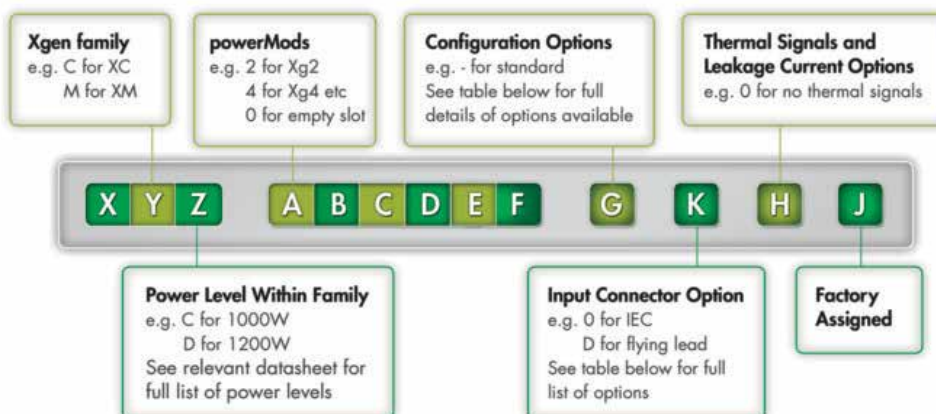 Xgen family
e.g. C for XC
M for XM
powerMods
e.g. 2 for Xg2
4 for Xg4 etc
0 for empty slot
Configuration Options
e.g. - for standard
See table below for full
details of options available
Thermal Signals and
Leakage Current Options
e.g. 0 for no thermal signals
X Y Z A B C D E F G K H J
Power Level Within Family
e.g. C for 1000W
D for 1200W
See relevant datasheet for
full list of power levels
Input Connector Option
e.g. 0 for IEC
D for flying lead
See table below for full
list of options
Factory
Assigned